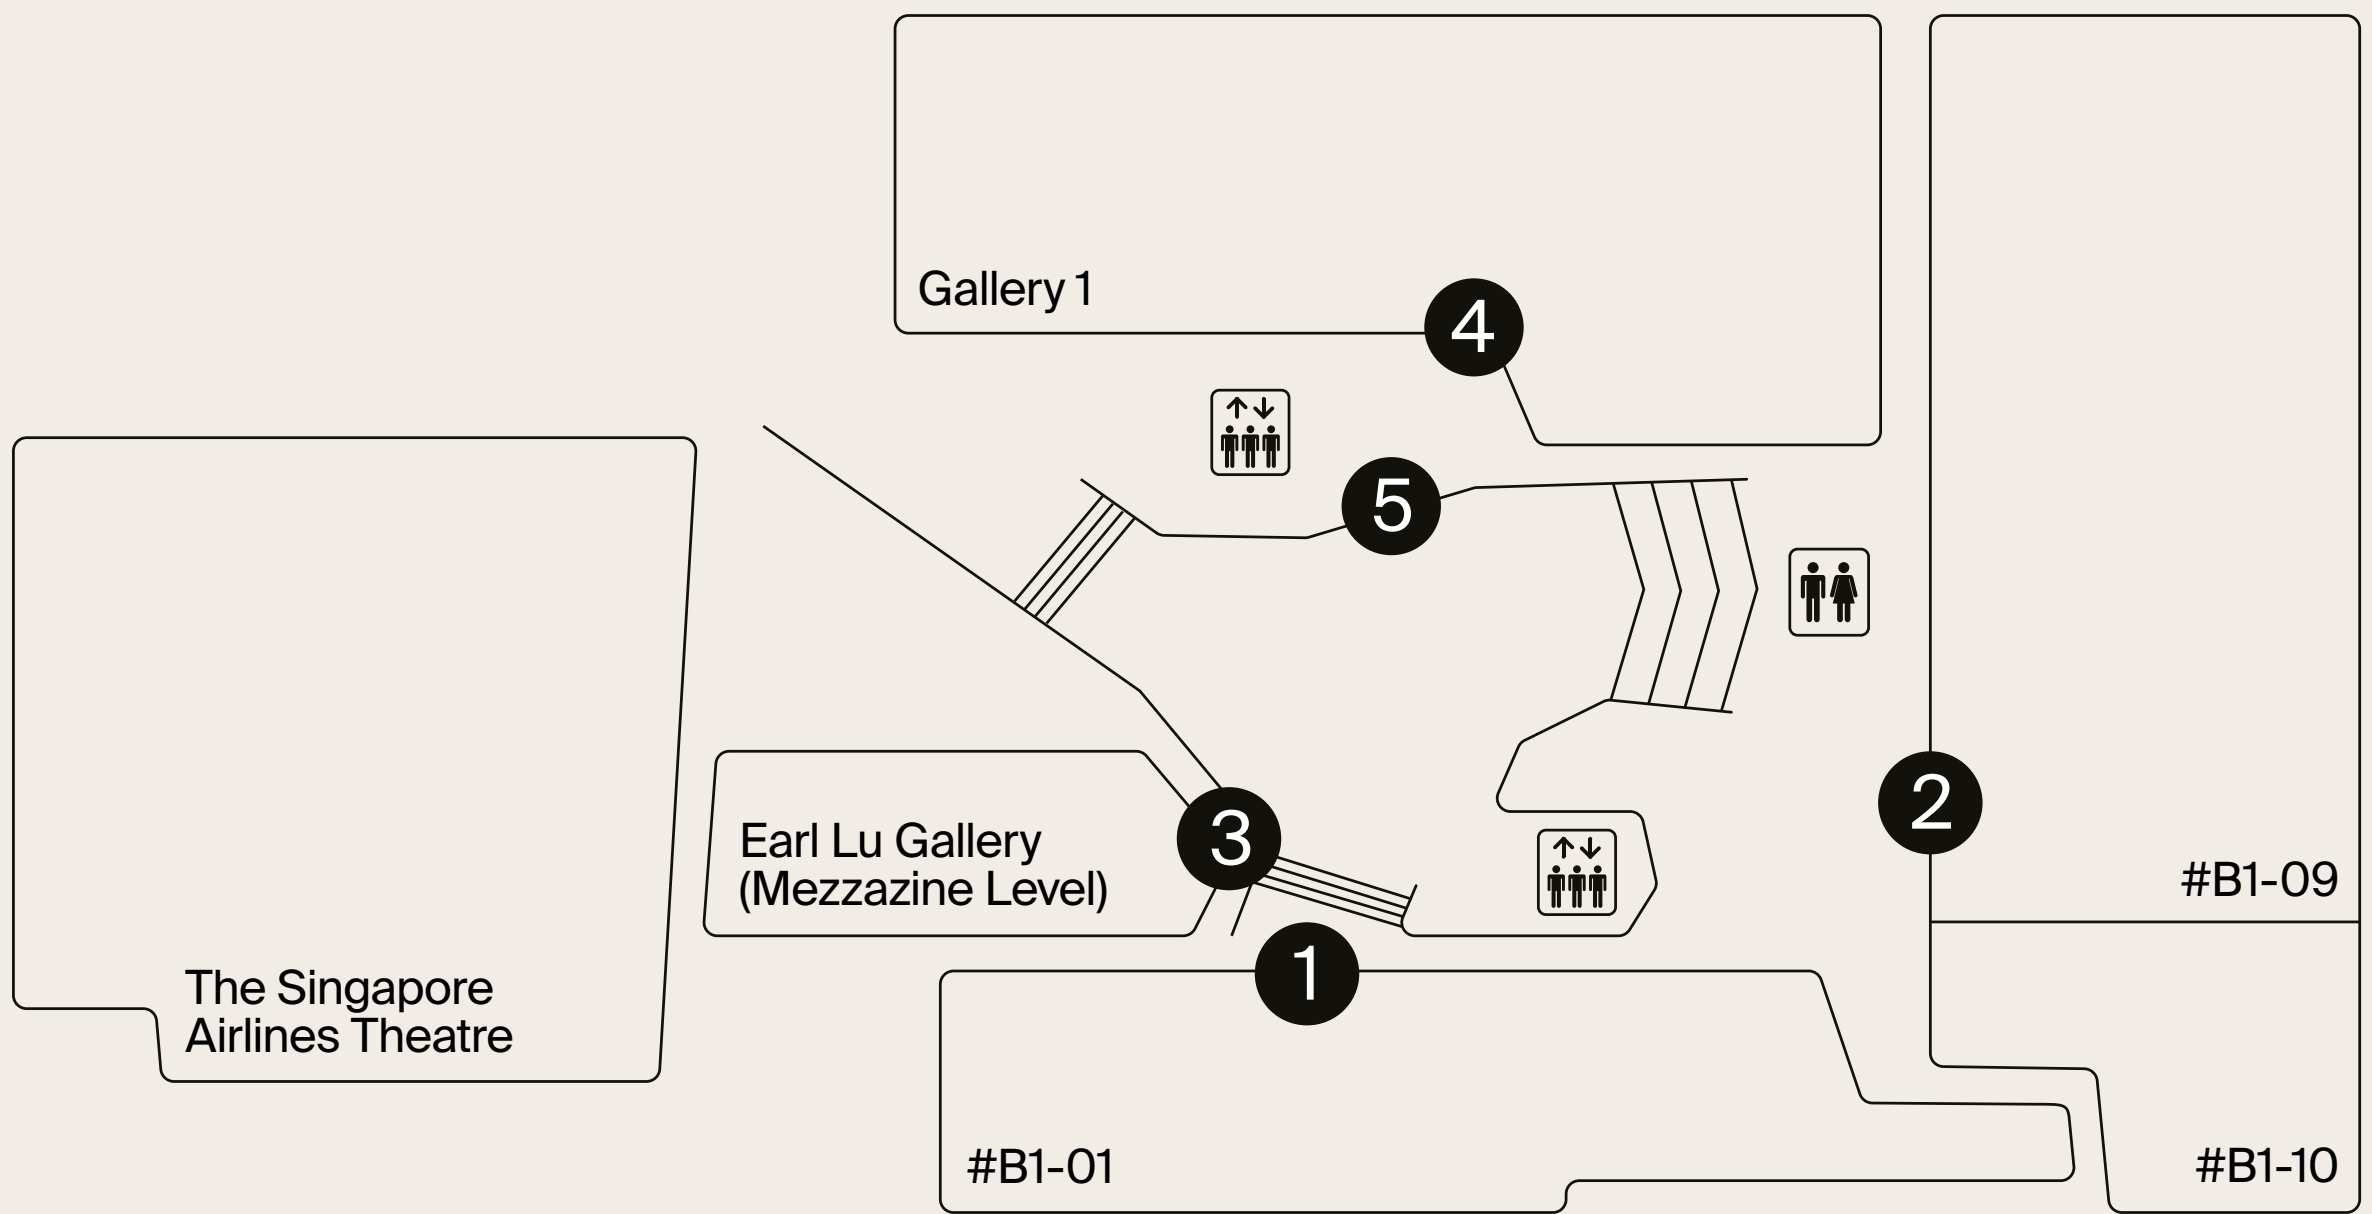 Gallery 1
4
5
2
Earl Lu Gallery
(Mezzazine Level)
3
#B1-09
1
The Singapore
Airlines Theatre
#B1-01
#B1-10